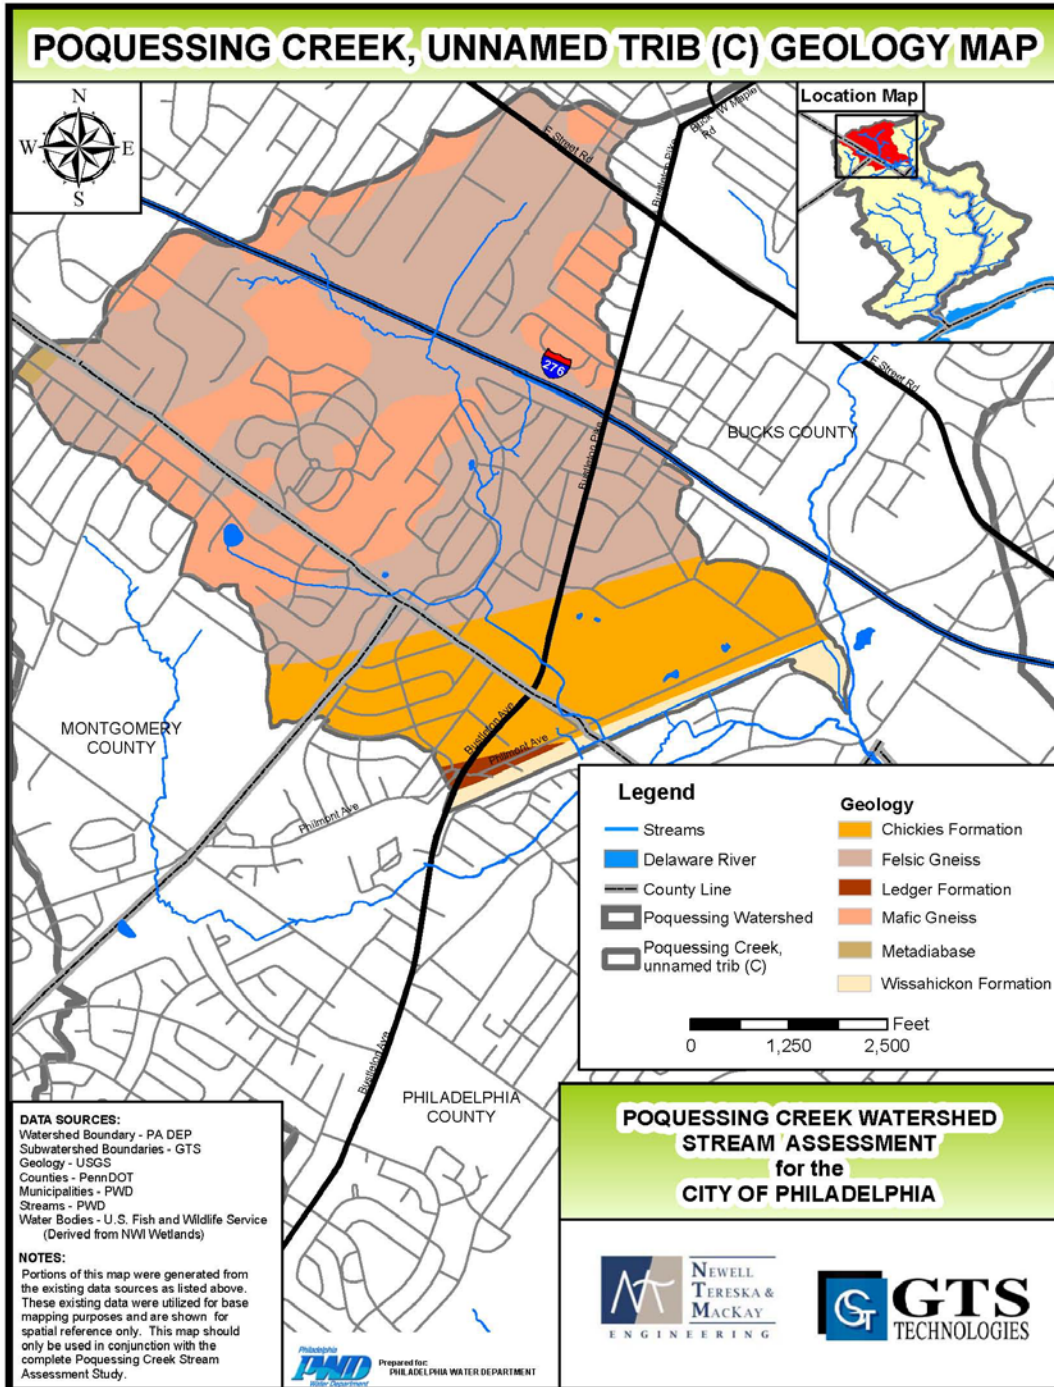 POQUESSING CREEK, UNNAMED TRIB (C) GEOLOGY MAP
N
W E
S
Location Map
E Street Rd
Buck Rd
W Maple
Bustleton Pike
276
E Street Rd
Bustleton Pike
BUCKS COUNTY
MONTGOMERY
COUNTY
Bustleton Ave
Philmont Ave
Philmont Ave
Bustleton Ave
PHILADELPHIA
COUNTY
Legend
Streams
Delaware River
County Line
Poquessing Watershed
Poquessing Creek,
unnamed trib (C)
Geology
Chickies Formation
Felsic Gneiss
Ledger Formation
Mafic Gneiss
Metadiabase
Wissahickon Formation
Feet
0 1,250 2,500
DATA SOURCES:
Watershed Boundary - PA DEP
Subwatershed Boundaries - GTS
Geology - USGS
Counties - PennDOT
Municipalities - PWD
Streams - PWD
Water Bodies - U.S. Fish and Wildlife Service
(Derived from NWI Wetlands)
NOTES:
Portions of this map were generated from
the existing data sources as listed above.
These existing data were utilized for base
mapping purposes and are shown for
spatial reference only. This map should
only be used in conjunction with the
complete Poquessing Creek Stream
Assessment Study.
Philadelphia
PWD
Water Department
Prepared for:
PHILADELPHIA WATER DEPARTMENT
POQUESSING CREEK WATERSHED
STREAM ASSESSMENT
for the
CITY OF PHILADELPHIA
NEWELL
TERESKA &
MACKAY
ENGINEERING
GTS
TECHNOLOGIES